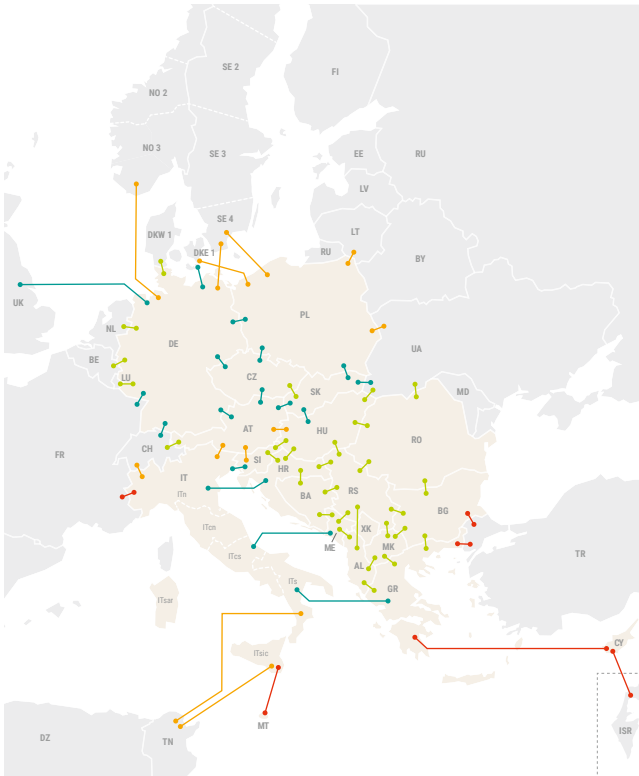 SE 2
FI
NO 2
NO 3
SE 3
EE
RU
LV
SE 4
DKW 1
LT
DKE 1
RU
BY
UK
PL
NL
DE
UA
BE
LU
CZ
SK
MD
AT
HU
RO
FR
CH
SI
HR
IT
ITn
BA
RS
BG
ITcn
XK
ME
MK
TR
ITcs
AL
ITs
GR
ITsar
CY
ITsic
MT
ISR
DZ
TN